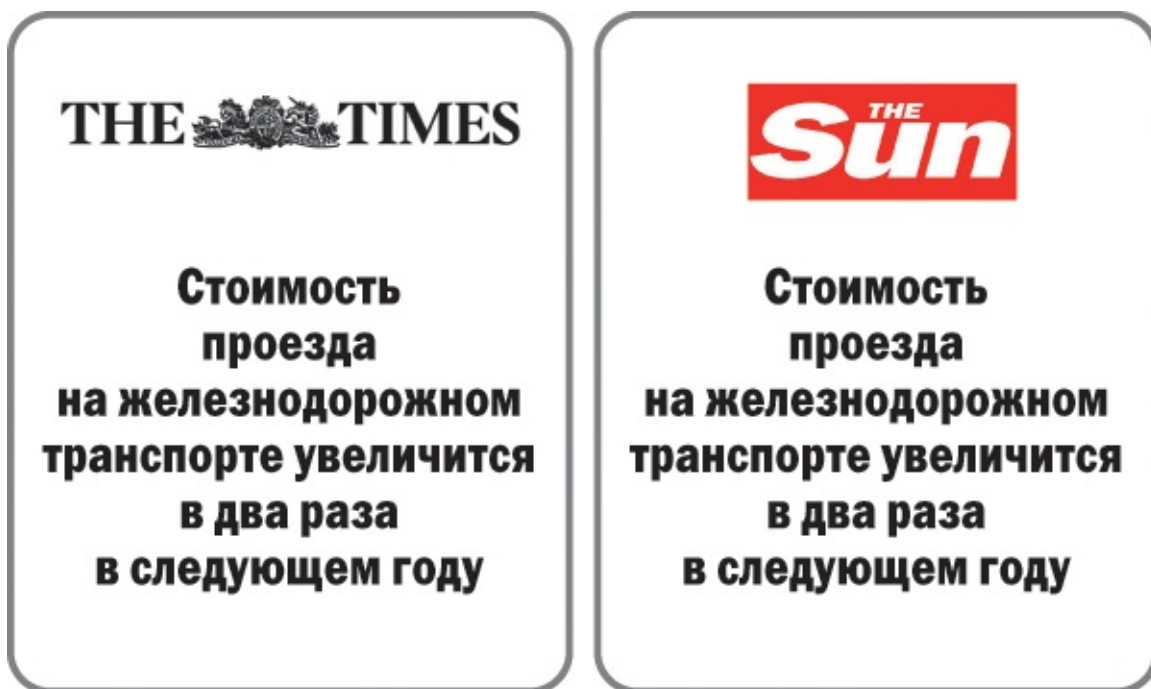 THE TIMES
Стоимость
проезда
на железнодорожном
транспорте увеличится
в два раза
в следующем году
THE
Sun
Стоимость
проезда
на железнодорожном
транспорте увеличится
в два раза
в следующем году